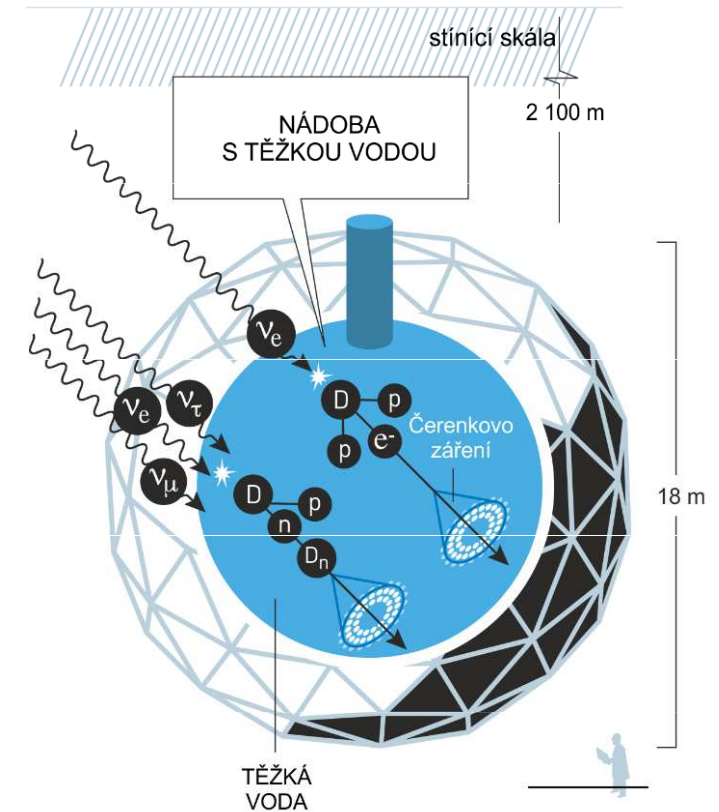 stínící skála
2 100 m
NÁDOBA
S TĚŽKOU VODOU
νe
νe
ντ
νμ
D
p
p
e-
Čerenkovo
záření
D
p
n
Dn
18 m
TĚŽKÁ
VODA